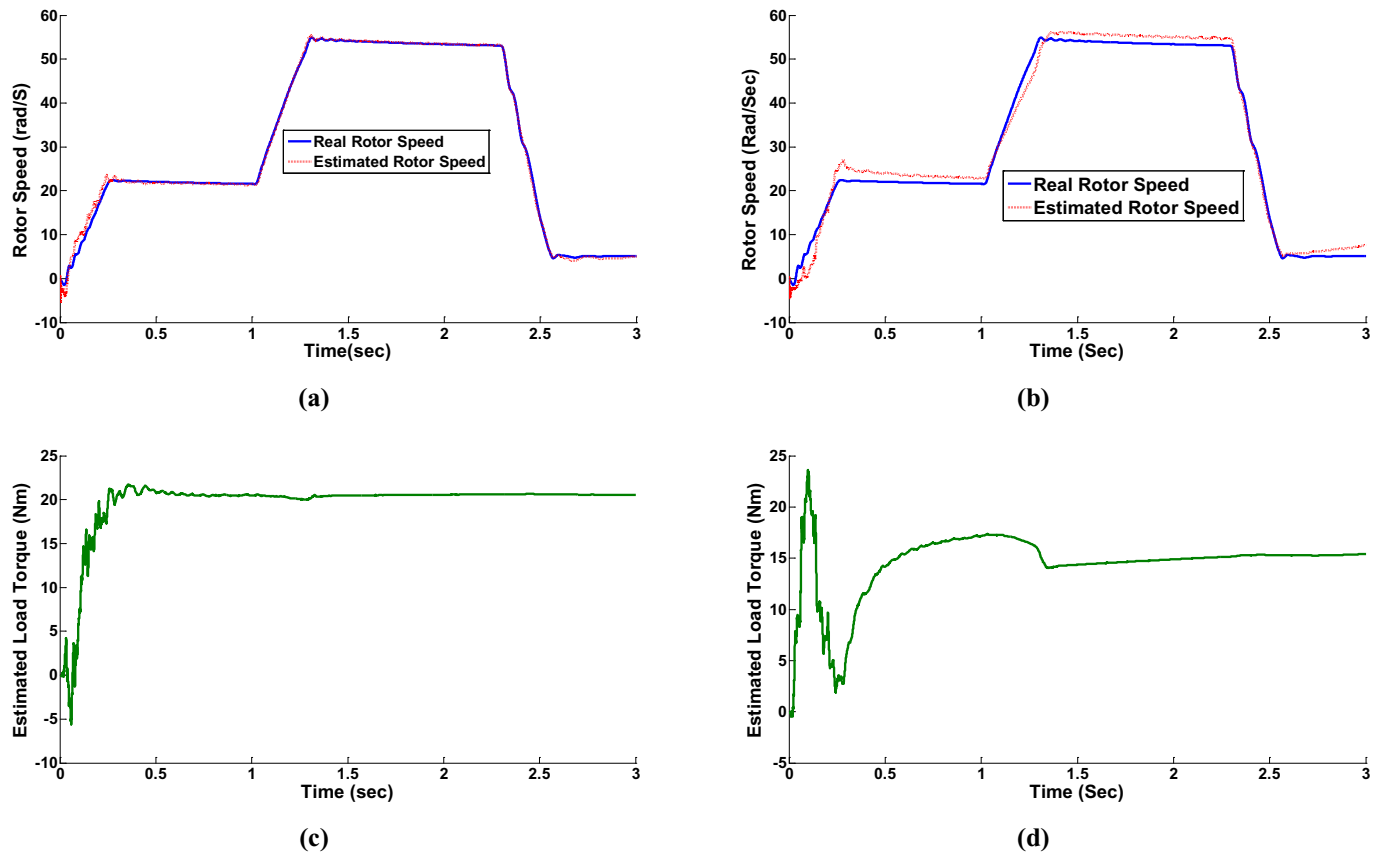 60
50
40
30
20
10
0
-10
Rotor Speed (rad/S)
Real Rotor Speed
Estimated Rotor Speed
0 0.5 1 1.5 2 2.5 3
Time(sec)
(a)
60
50
40
30
20
10
0
-10
Rotor Speed (Rad/Sec)
Real Rotor Speed
Estimated Rotor Speed
0 0.5 1 1.5 2 2.5 3
Time (Sec)
(b)
25
20
15
10
5
0
-5
-10
Estimated Load Torque (Nm)
0 0.5 1 1.5 2 2.5 3
Time (sec)
(c)
25
20
15
10
5
0
-5
Estimated Load Torque (Nm)
0 0.5 1 1.5 2 2.5 3
Time (Sec)
(d)